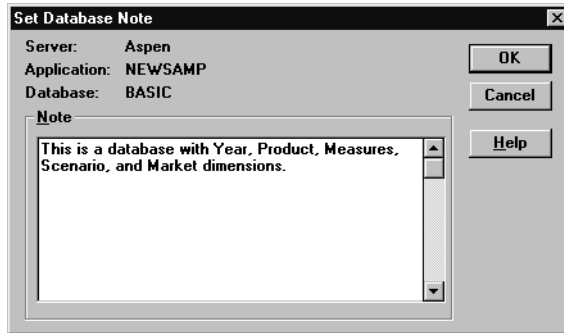 Set Database Note
Server: Aspen
Application: NEWSAMP
Database: BASIC
OK
Cancel
Help
Note
This is a database with Year, Product, Measures,
Scenario, and Market dimensions.